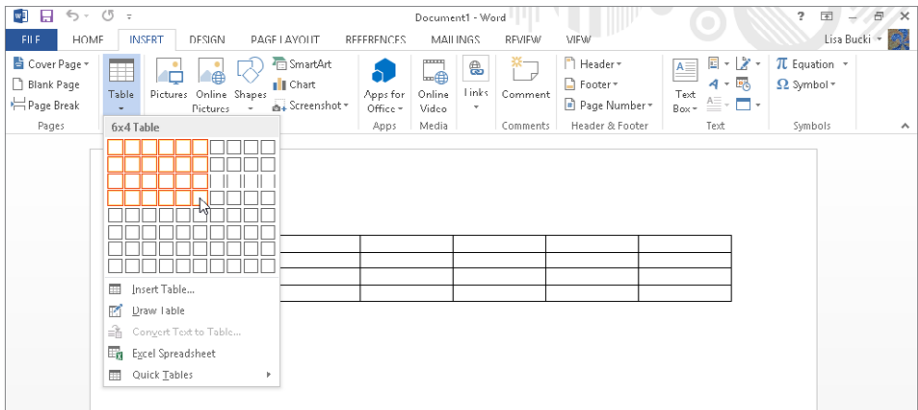 Document1 - Word
FILE HOME INSERT DESIGN PAGE LAYOUT REFERENCES MAILINGS REVIEW VIEW Lisa Bucki
Cover Page
Blank Page
Page Break
Pages
Table
Pictures
Online Pictures
Shapes
SmartArt
Chart
Screenshot
Apps for Office
Apps
Online Video
Media
Links
Comment
Comments
Header
Footer
Page Number
Header & Footer
Text Box
Text
Equation
Symbol
Symbols
6x4 Table
Insert Table...
Draw Table
Convert Text to Table...
Excel Spreadsheet
Quick Tables